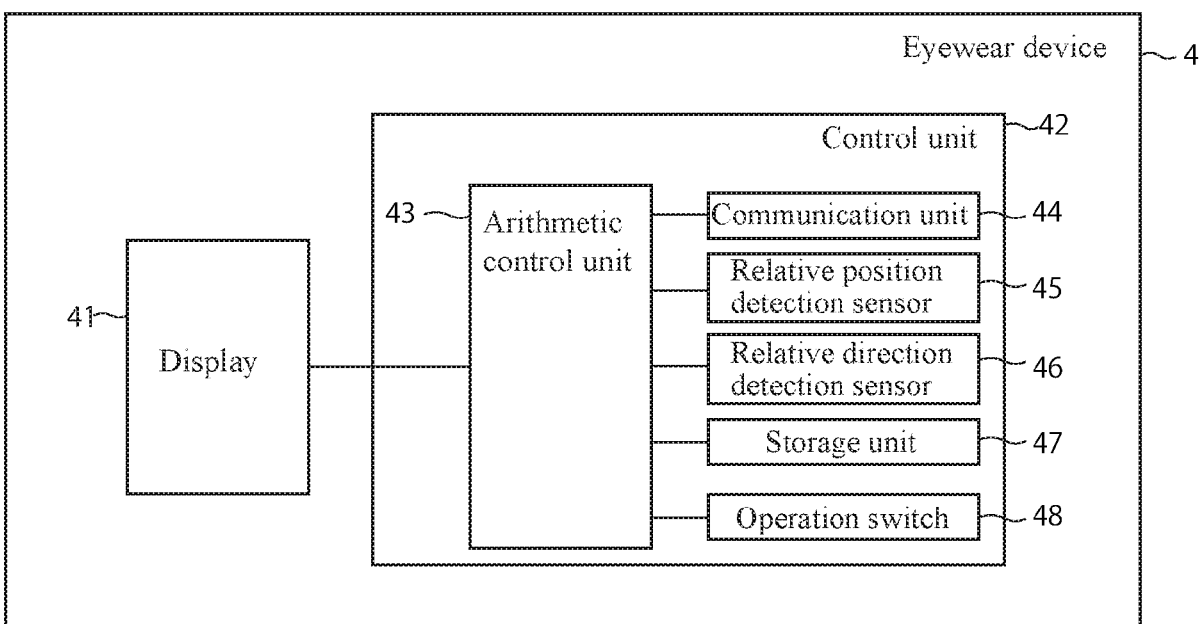 Eyewear device
4
Control unit
42
43
Arithmetic
control unit
Communication unit
44
Relative position
detection sensor
45
Relative direction
detection sensor
46
Storage unit
47
Operation switch
48
41
Display